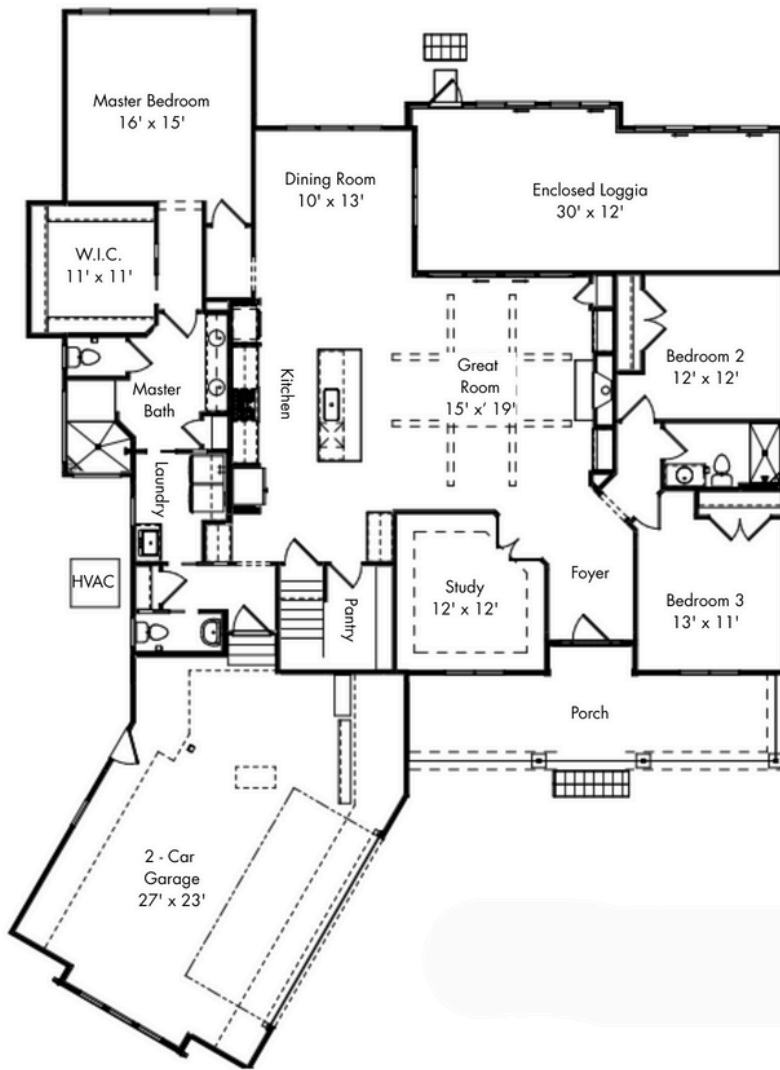 Master Bedroom
16' x 15'
Dining Room
10' x 13'
Enclosed Loggia
30' x 12'
W.I.C.
11' x 11'
Master
Bath
Kitchen
Great
Room
15' x' 19'
Bedroom 2
12' x 12'
Laundry
HVAC
Pantry
Study
12' x 12'
Foyer
Bedroom 3
13' x 11'
Porch
2 - Car
Garage
27' x 23'